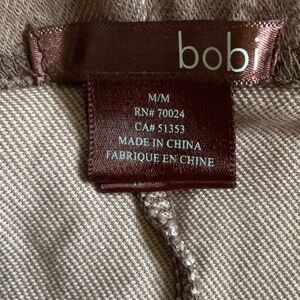 bobi
M/M
RN# 70024
CA# 51353
MADE IN CHINA
FABRIQUE EN CHINE